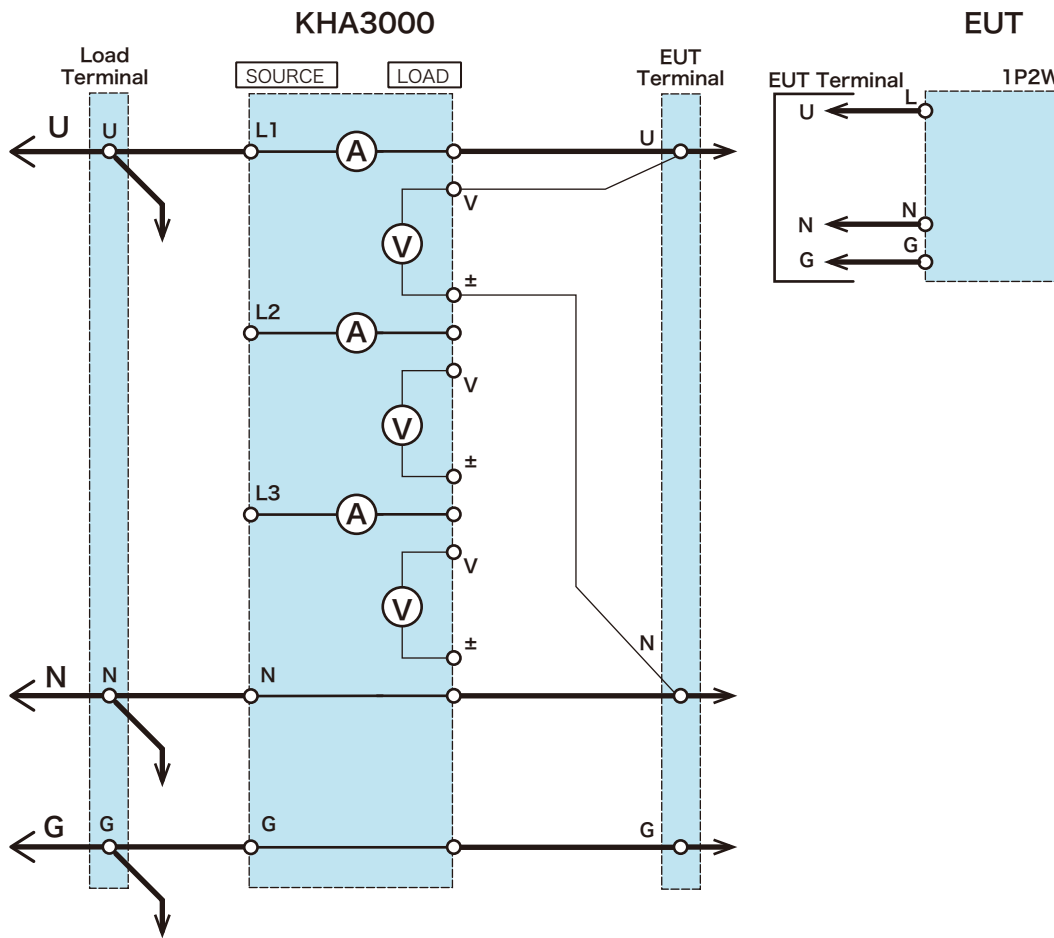 KHA3000
EUT
Load
Terminal
SOURCE
LOAD
EUT
Terminal
EUT Terminal
1P2W
U
U
L1
A
U
V
V
±
L2
A
V
V
±
L3
A
V
V
±
N
N
N
N
G
G
G
G
U
L
N
N
G
G